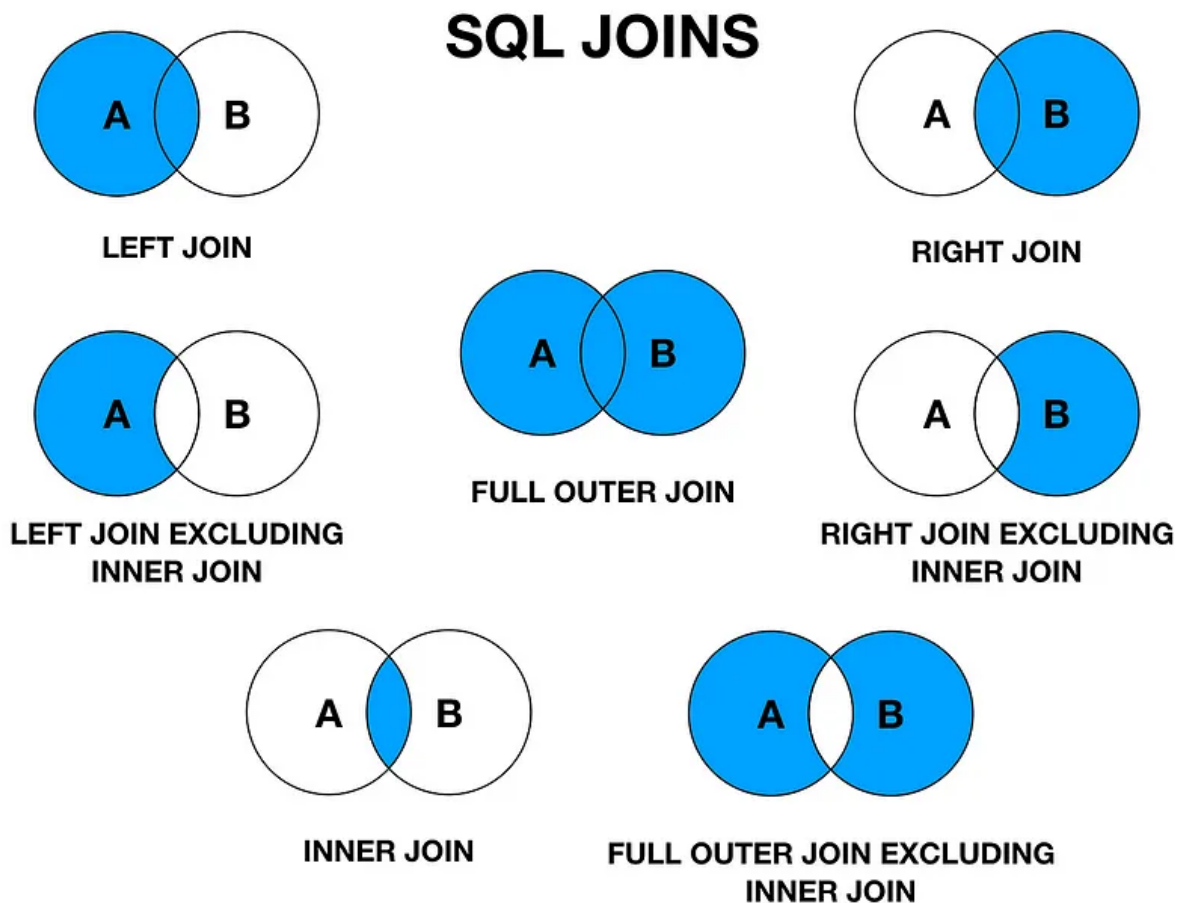 SQL JOINS
A B
LEFT JOIN
A B
RIGHT JOIN
A B
FULL OUTER JOIN
A B
LEFT JOIN EXCLUDING
INNER JOIN
A B
RIGHT JOIN EXCLUDING
INNER JOIN
A B
INNER JOIN
A B
FULL OUTER JOIN EXCLUDING
INNER JOIN